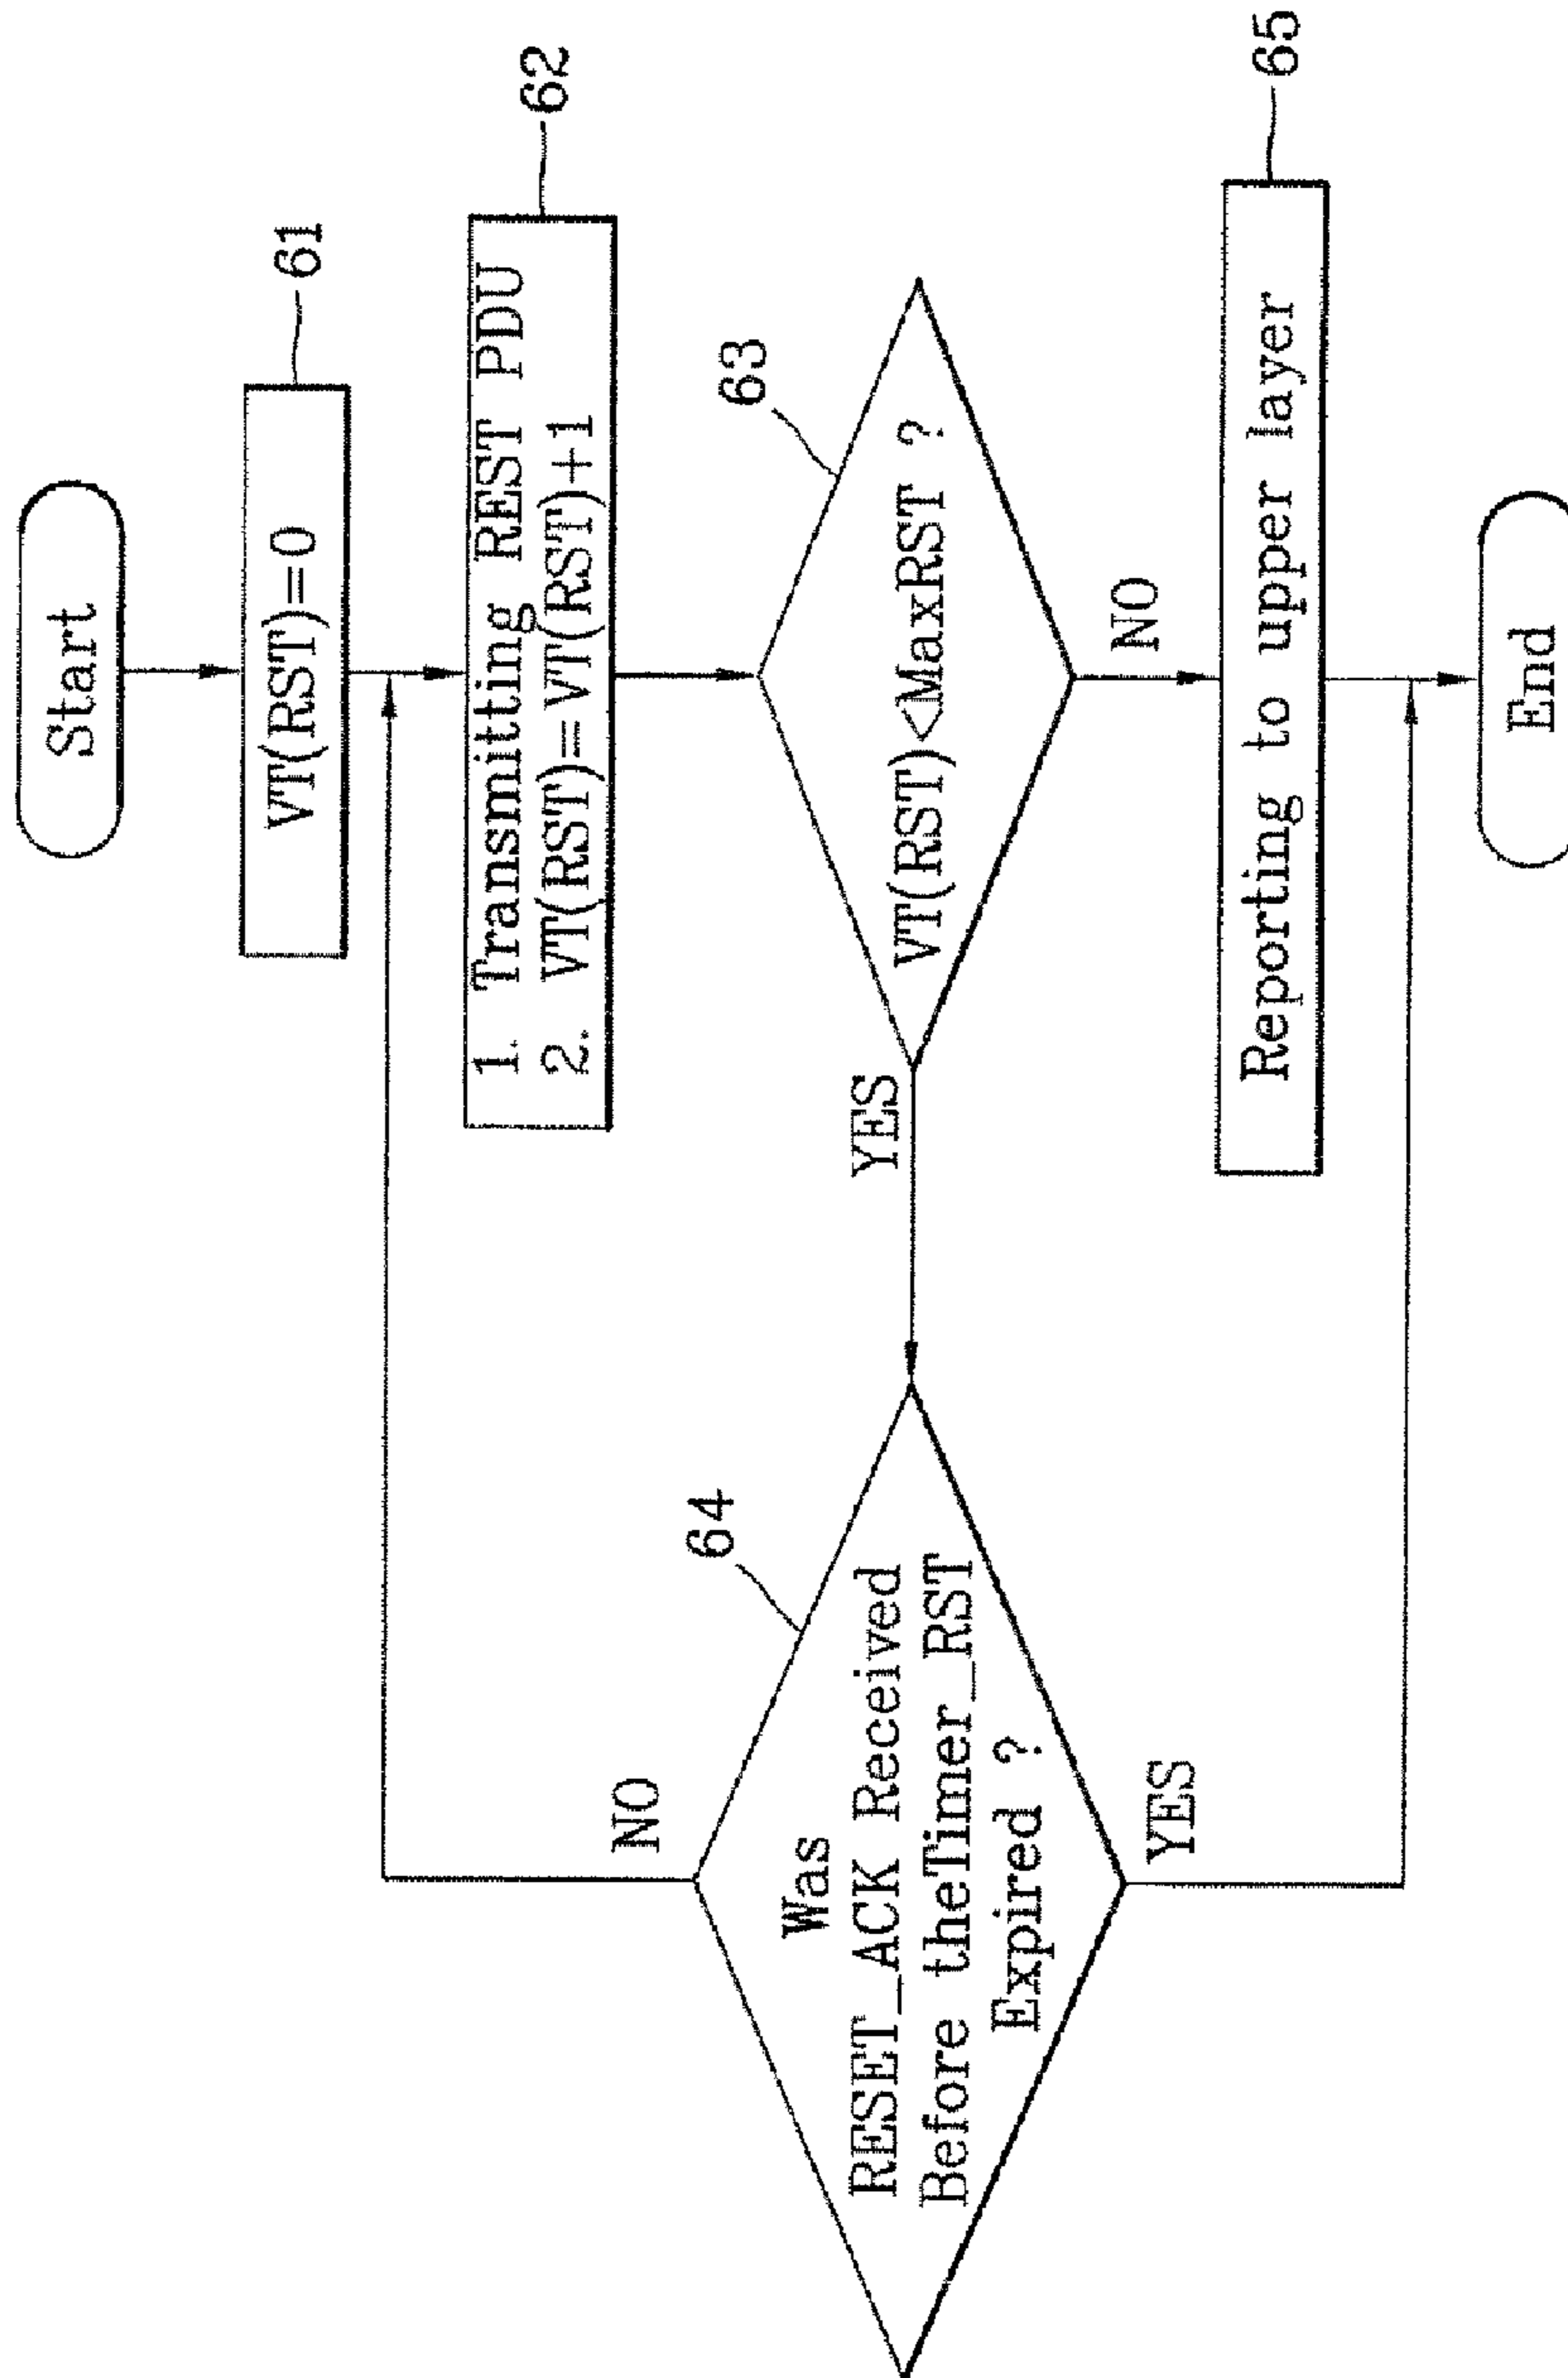 Start
VT(RST)=0
61
1. Transmitting REST PDU
2. VT(RST)=VT(RST)+1
62
VT(RST)<MaxRST ?
63
YES
NO
Was
RESET_ACK Received
Before theTimer_RST
Expired ?
64
NO
YES
Reporting to upper layer
65
End